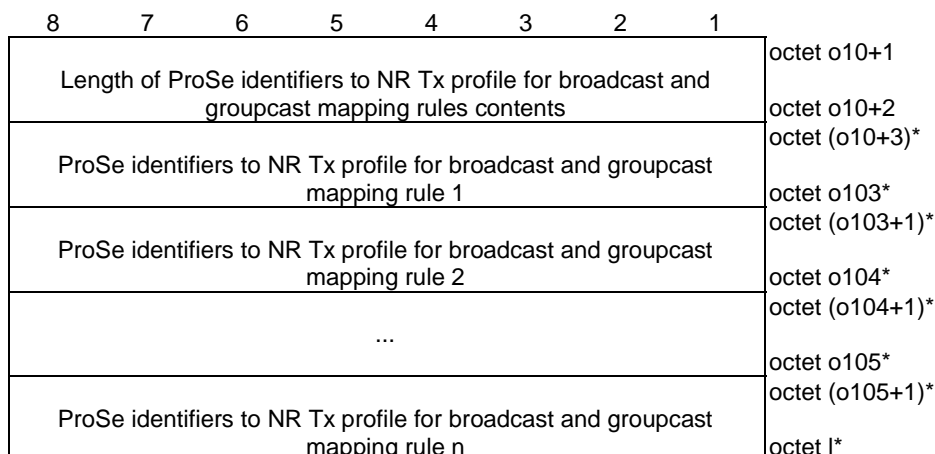 8 7 6 5 4 3 2 1
octet o10+1
Length of ProSe identifiers to NR Tx profile for broadcast and
groupcast mapping rules contents
octet o10+2
octet (o10+3)*
ProSe identifiers to NR Tx profile for broadcast and groupcast
mapping rule 1
octet o103*
octet (o103+1)*
ProSe identifiers to NR Tx profile for broadcast and groupcast
mapping rule 2
octet o104*
octet (o104+1)*
...
octet o105*
octet (o105+1)*
ProSe identifiers to NR Tx profile for broadcast and groupcast
mapping rule n
octet l*